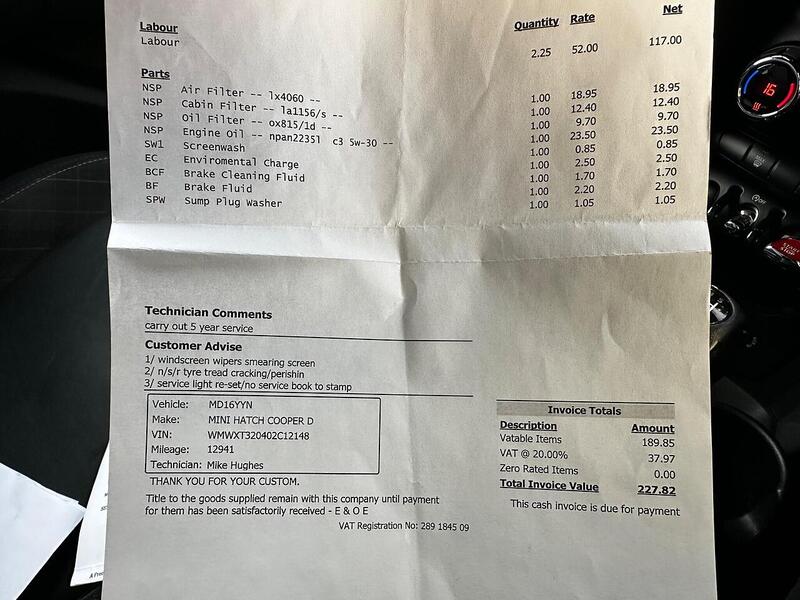 Labour Quantity Rate Net
Labour 2.25 52.00 117.00
Parts
NSP Air Filter -- lx4060 -- 1.00 18.95 18.95
NSP Cabin Filter -- la1156/s -- 1.00 12.40 12.40
NSP Oil Filter -- ox815/1d -- 1.00 9.70 9.70
NSP Engine Oil -- npan2235l c3 5w-30 -- 1.00 23.50 23.50
SW1 Screenwash 1.00 0.85 0.85
EC Enviromental Charge 1.00 2.50 2.50
BCF Brake Cleaning Fluid 1.00 1.70 1.70
BF Brake Fluid 1.00 2.20 2.20
SPW Sump Plug Washer 1.00 1.05 1.05
Technician Comments
carry out 5 year service
Customer Advise
1/ windscreen wipers smearing screen
2/ n/s/r tyre tread cracking/perishin
3/ service light re-set/no service book to stamp
Vehicle: MD16YYN
Make: MINI HATCH COOPER D
VIN: WMWXT320402C12148
Mileage: 12941
Technician: Mike Hughes
THANK YOU FOR YOUR CUSTOM.
Title to the goods supplied remain with this company until payment
for them has been satisfactorily received - E & O E
VAT Registration No: 289 1845 09
Invoice Totals
Description Amount
Vatable Items 189.85
VAT @ 20.00% 37.97
Zero Rated Items 0.00
Total Invoice Value 227.82
This cash invoice is due for payment
16
OFF
START
STOP